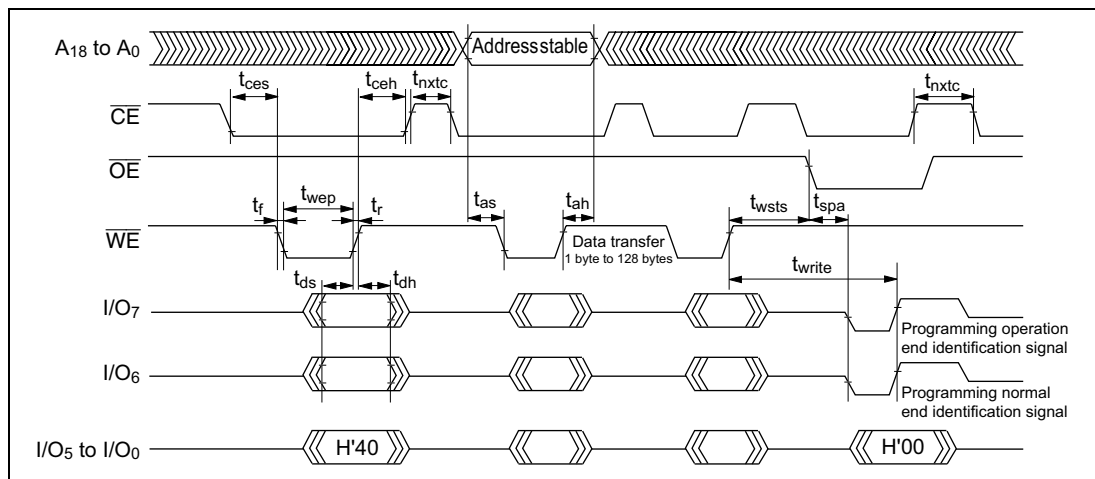 A18 to A0
Address stable
tces
tceh
tnxtc
tnxtc
CE
OE
twep
tf
tr
tas
tah
twsts
tspa
WE
Data transfer
1 byte to 128 bytes
twrite
tds
tdh
I/O7
Programming operation
end identification signal
I/O6
Programming normal
end identification signal
I/O5 to I/O0
H'40
H'00